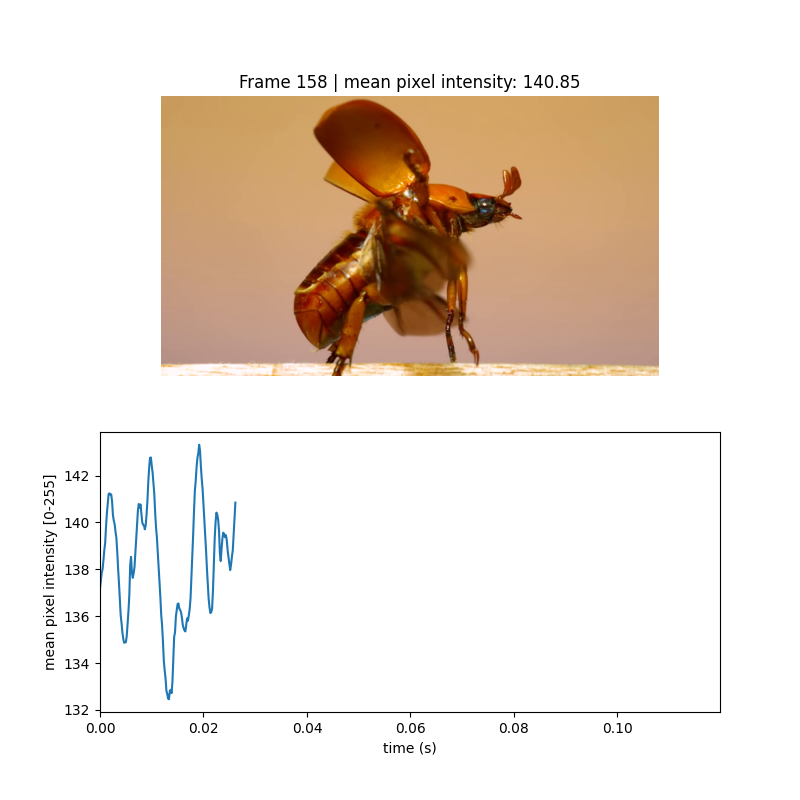 Frame 158 | mean pixel intensity: 140.85
mean pixel intensity [0-255]
142
140
138
136
134
132
0.00 0.02 0.04 0.06 0.08 0.10
time (s)